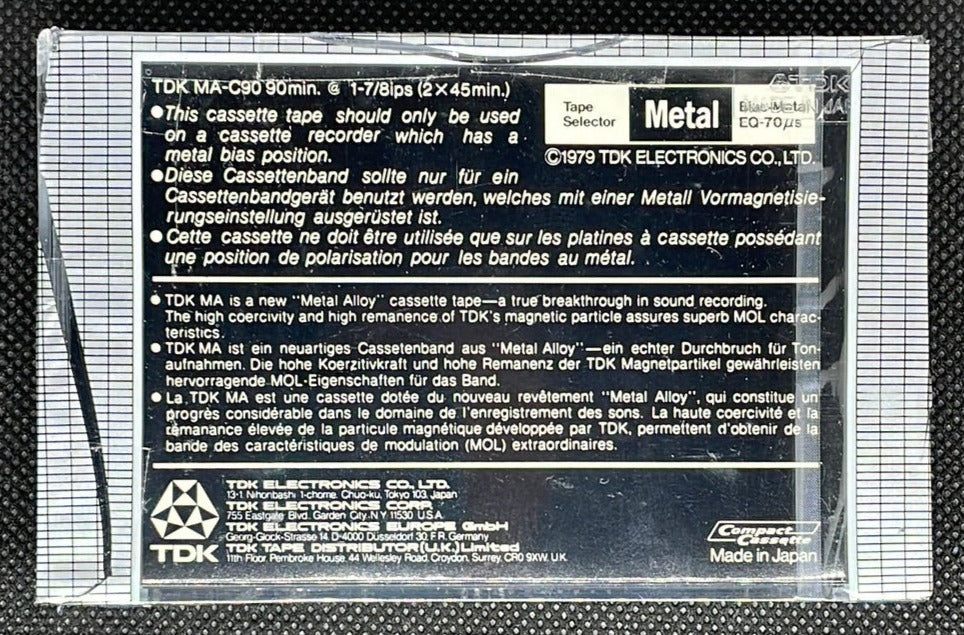 TDK MA-C90 90min. @ 1-7/8ips (2×45min.)
●This cassette tape should only be used
on a cassette recorder which has a
metal bias position.
Tape
Selector
Metal
Bias-Metal
EQ-70μs
©1979 TDK ELECTRONICS CO., LTD.
●Diese Cassettenband sollte nur für ein
Cassettenbandgerät benutzt werden, welches mit einer Metall Vormagnetisie-
rungseinstellung ausgerüstet ist.
●Cette cassette ne doit être utilisée que sur les platines à cassette possédant
une position de polarisation pour les bandes au métal.
● TDK MA is a new "Metal Alloy" cassette tape—a true breakthrough in sound recording.
The high coercivity and high remanence of TDK's magnetic particle assures superb MOL charac-
teristics.
● TDK MA ist ein neuartiges Cassetenband aus "Metal Alloy"—ein echter Durchbruch für Ton-
aufnahmen. Die hohe Koerzitivkraft und hohe Remanenz der TDK Magnetpartikel gewährleisten
hervorragende MOL-Eigenschaften für das Band.
● La TDK MA est une cassette dotée du nouveau revêtement "Metal Alloy", qui constitue un
progrès considérable dans le domaine de l'enregistrement des sons. La haute coercivité et la
rémanance élevée de la particule magnétique développée par TDK, permettent d'obtenir de la
bande des caractéristiques de modulation (MOL) extraordinaires.
TDK ELECTRONICS CO., LTD.
13-1, Nihonbashi 1-chome, Chuo-ku, Tokyo 103, Japan
TDK ELECTRONICS CORP.
755 Eastgate Blvd. Garden City N.Y. 11530 U.S.A.
TDK ELECTRONICS EUROPE GmbH
Georg-Glock-Strasse 14, D-4000 Düsseldorf 30, F.R. Germany
TDK TAPE DISTRIBUTOR (U.K.) Limited
11th Floor, Pembroke House, 44 Wellesley Road, Croydon, Surrey, CR0 9XW, U.K.
TDK
Compact
Cassette
Made in Japan